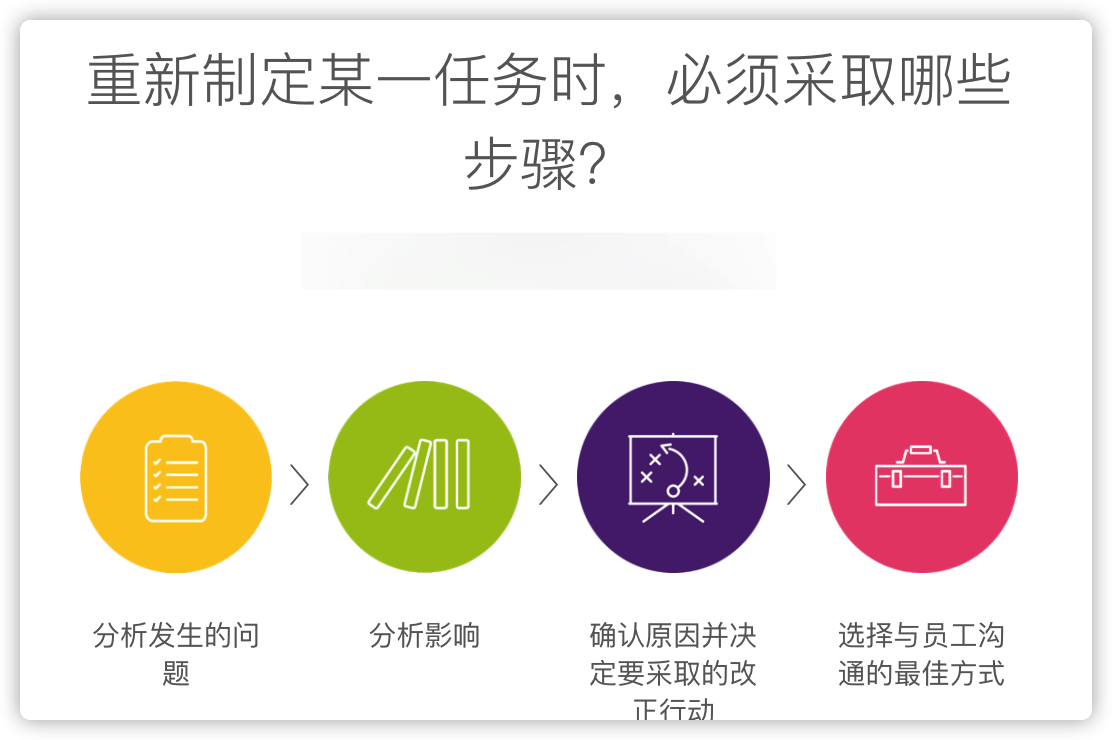 重新制定某一任务时，必须采取哪些
步骤？
分析发生的问
题
分析影响
确认原因并决
定要采取的改
正行动
选择与员工沟
通的最佳方式